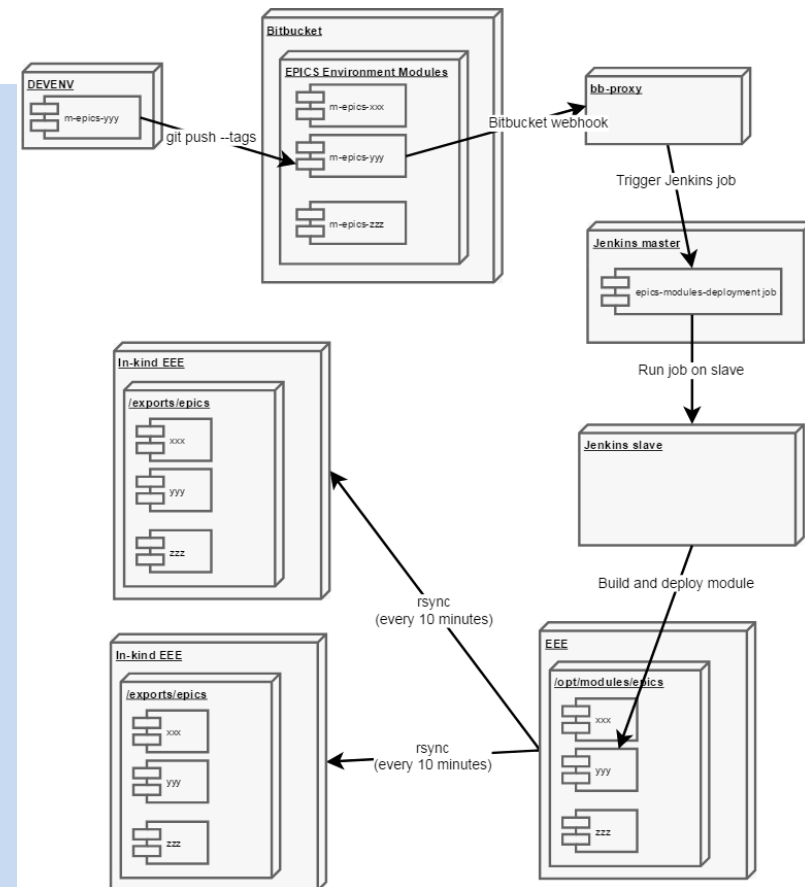 Bitbucket
DEVENV
m-epics-yyy
git push --tags
EPICS Environment Modules
m-epics-xxx
m-epics-yyy
m-epics-zzz
Bitbucket webhook
bb-proxy
Trigger Jenkins job
Jenkins master
epics-modules-deployment job
Run job on slave
Jenkins slave
Build and deploy module
In-kind EEE
/exports/epics
xxx
yyy
zzz
rsync
(every 10 minutes)
In-kind EEE
/exports/epics
xxx
yyy
zzz
rsync
(every 10 minutes)
EEE
/opt/modules/epics
xxx
yyy
zzz